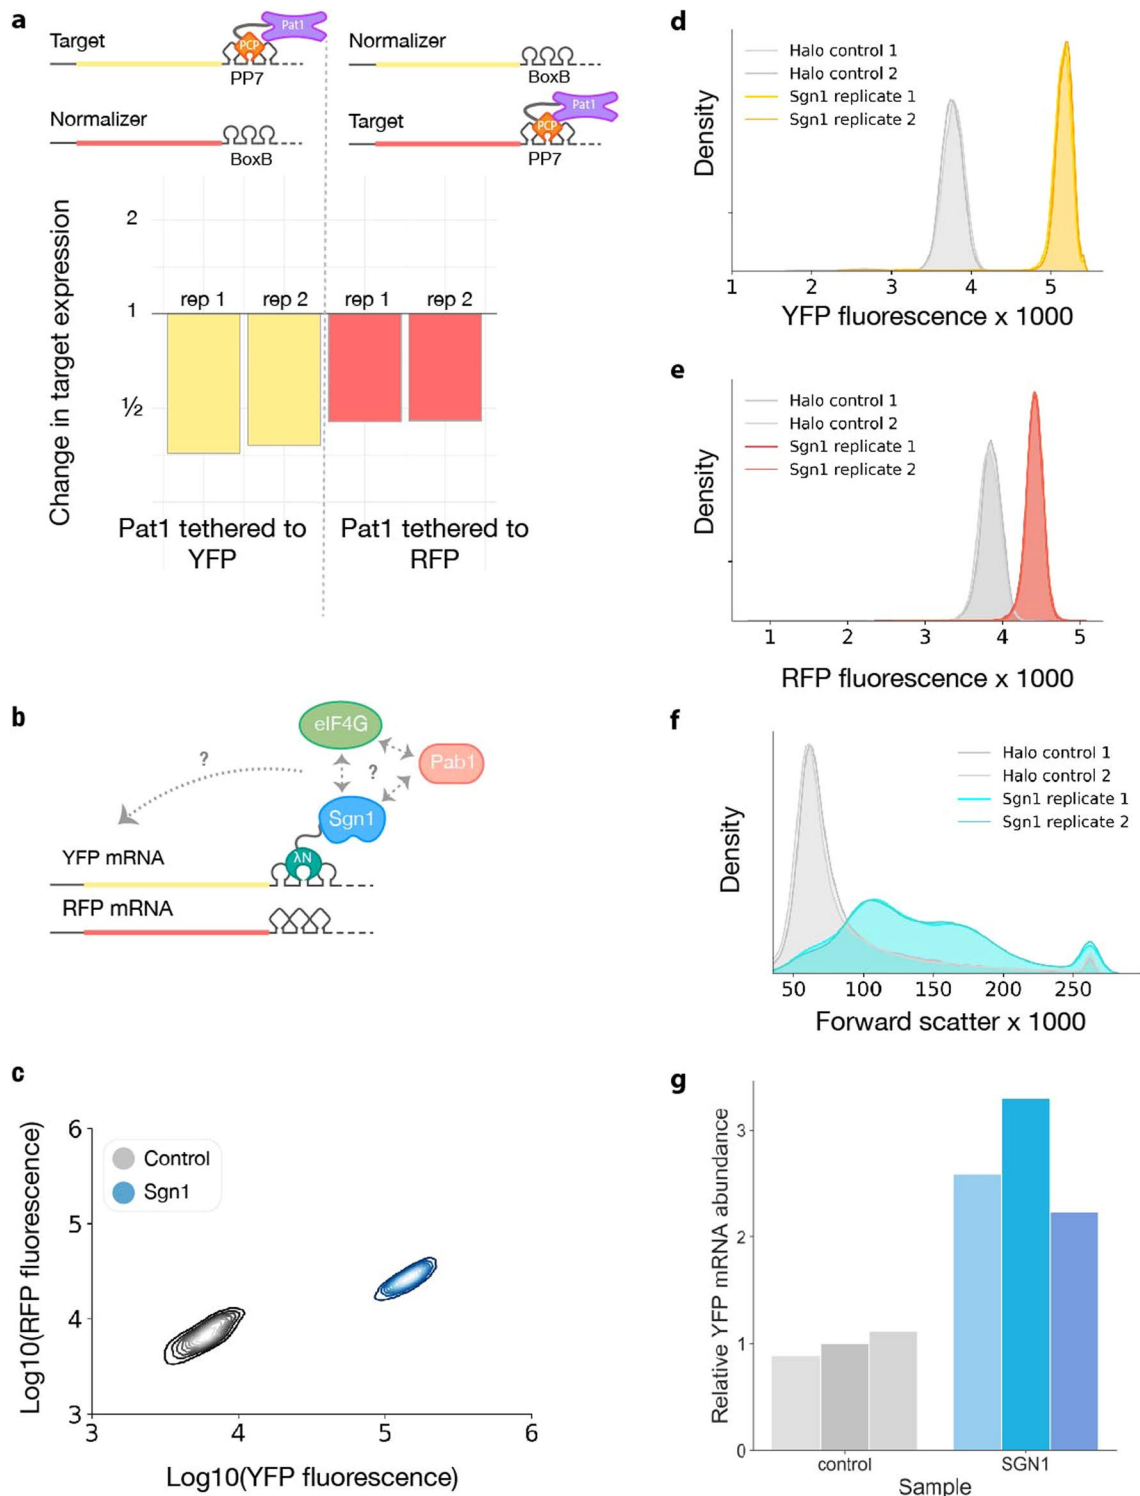 a
Target
Pat1
PCP
PP7
Normalizer
BoxB
Normalizer
BoxB
Target
Pat1
PCP
PP7
Change in target expression
2
1
½
rep 1
rep 2
rep 1
rep 2
Pat1 tethered to
YFP
Pat1 tethered to
RFP
b
eIF4G
Pab1
?
?
Sgn1
λN
YFP mRNA
RFP mRNA
c
Log10(RFP fluorescence)
6
5
4
3
Control
Sgn1
3 4 5 6
Log10(YFP fluorescence)
d
Density
Halo control 1
Halo control 2
Sgn1 replicate 1
Sgn1 replicate 2
1 2 3 4 5
YFP fluorescence x 1000
e
Density
Halo control 1
Halo control 2
Sgn1 replicate 1
Sgn1 replicate 2
1 2 3 4 5
RFP fluorescence x 1000
f
Density
Halo control 1
Halo control 2
Sgn1 replicate 1
Sgn1 replicate 2
50 100 150 200 250
Forward scatter x 1000
g
Relative YFP mRNA abundance
3
2
1
0
control SGN1
Sample